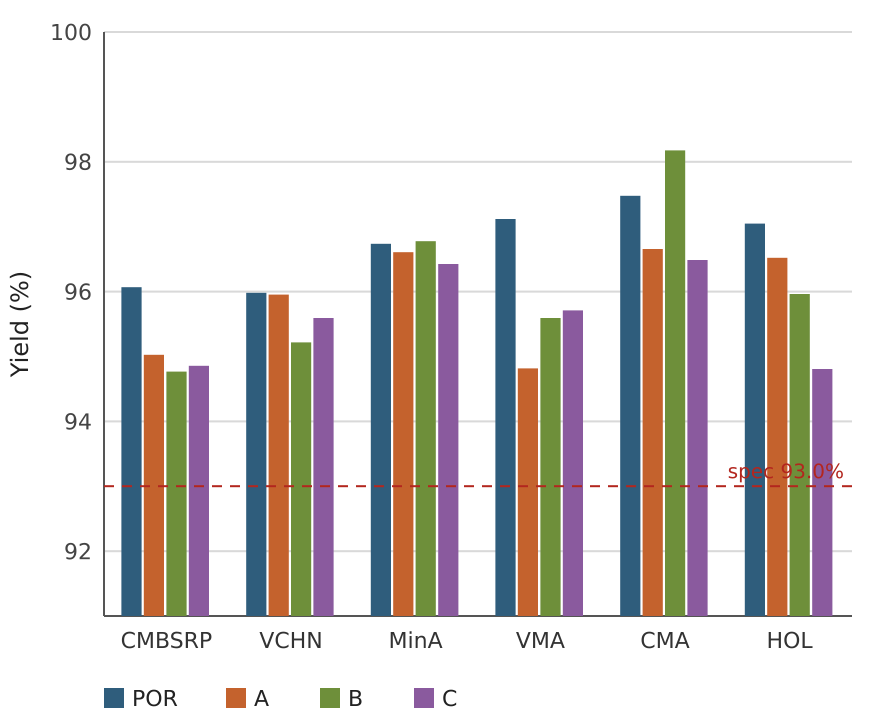 100
98
96
94
92
Yield (%)
spec 93.0%
CMBSRP VCHN MinA VMA CMA HOL
POR A B C